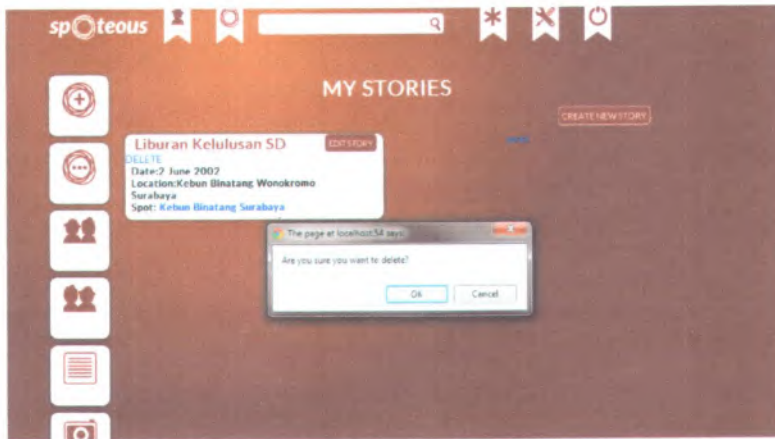 spoteous
MY STORIES
CREATE NEW STORY
Liburan Kelulusan SD
EDIT STORY
DELETE
Date:2 June 2002
Location:Kebun Binatang Wonokromo
Surabaya
Spot: Kebun Binatang Surabaya
The page at localhost:54 says:
Are you sure you want to delete?
OK
Cancel